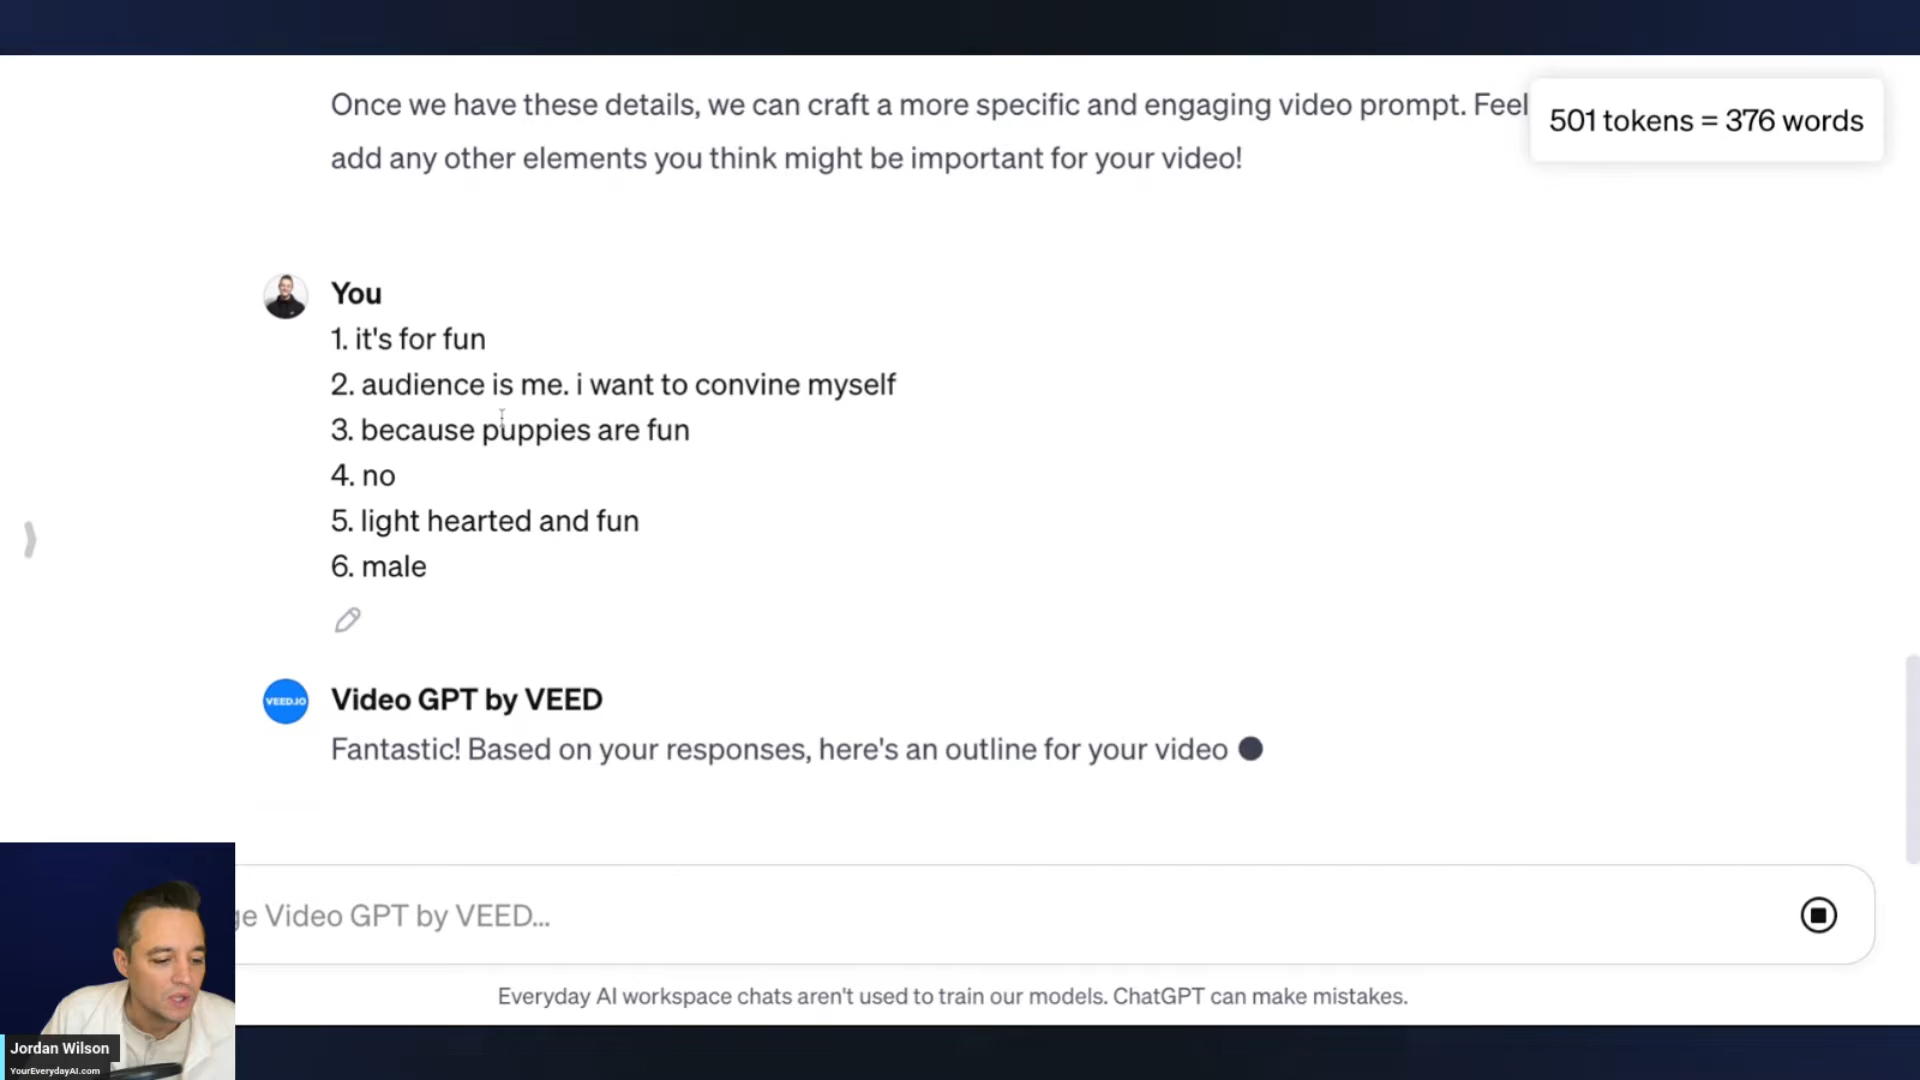 Once we have these details, we can craft a more specific and engaging video prompt. Feel
501 tokens = 376 words
add any other elements you think might be important for your video!
You
1. it's for fun
2. audience is me. i want to convine myself
3. because puppies are fun
4. no
5. light hearted and fun
6. male
VEED.IO
Video GPT by VEED
Fantastic! Based on your responses, here's an outline for your video
Video GPT by VEED...
Everyday AI workspace chats aren't used to train our models. ChatGPT can make mistakes.
Jordan Wilson
YourEverydayAI.com